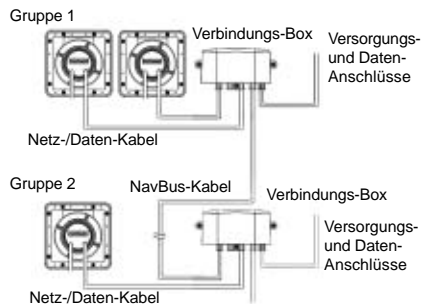 Gruppe 1
Verbindungs-Box
Versorgungs-
und Daten-
Anschlüsse
Netz-/Daten-Kabel
Gruppe 2
NavBus-Kabel
Verbindungs-Box
Versorgungs-
und Daten-
Anschlüsse
Netz-/Daten-Kabel